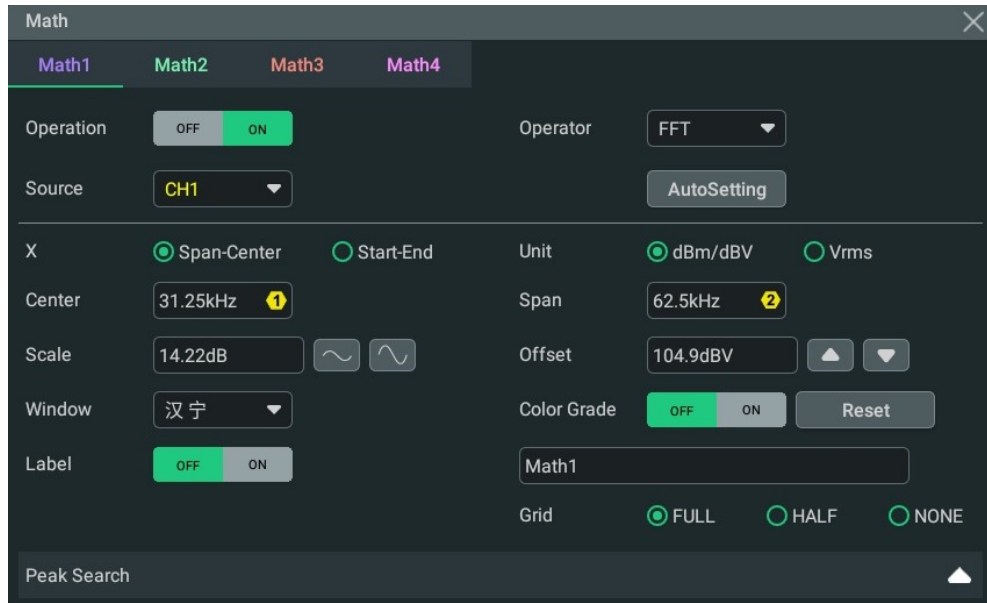 Math
Math1 Math2 Math3 Math4
Operation OFF ON Operator FFT
Source CH1 AutoSetting
X Span-Center Start-End Unit dBm/dBV Vrms
Center 31.25kHz 1 Span 62.5kHz 2
Scale 14.22dB Offset 104.9dBV
Window 汉宁 Color Grade OFF ON Reset
Label OFF ON Math1
Grid FULL HALF NONE
Peak Search